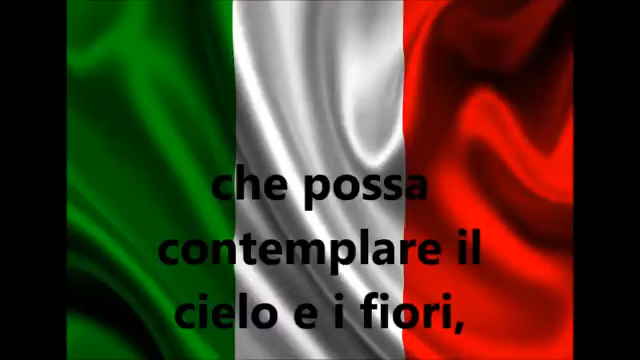 che possa
contemplare il
cielo e i fiori,